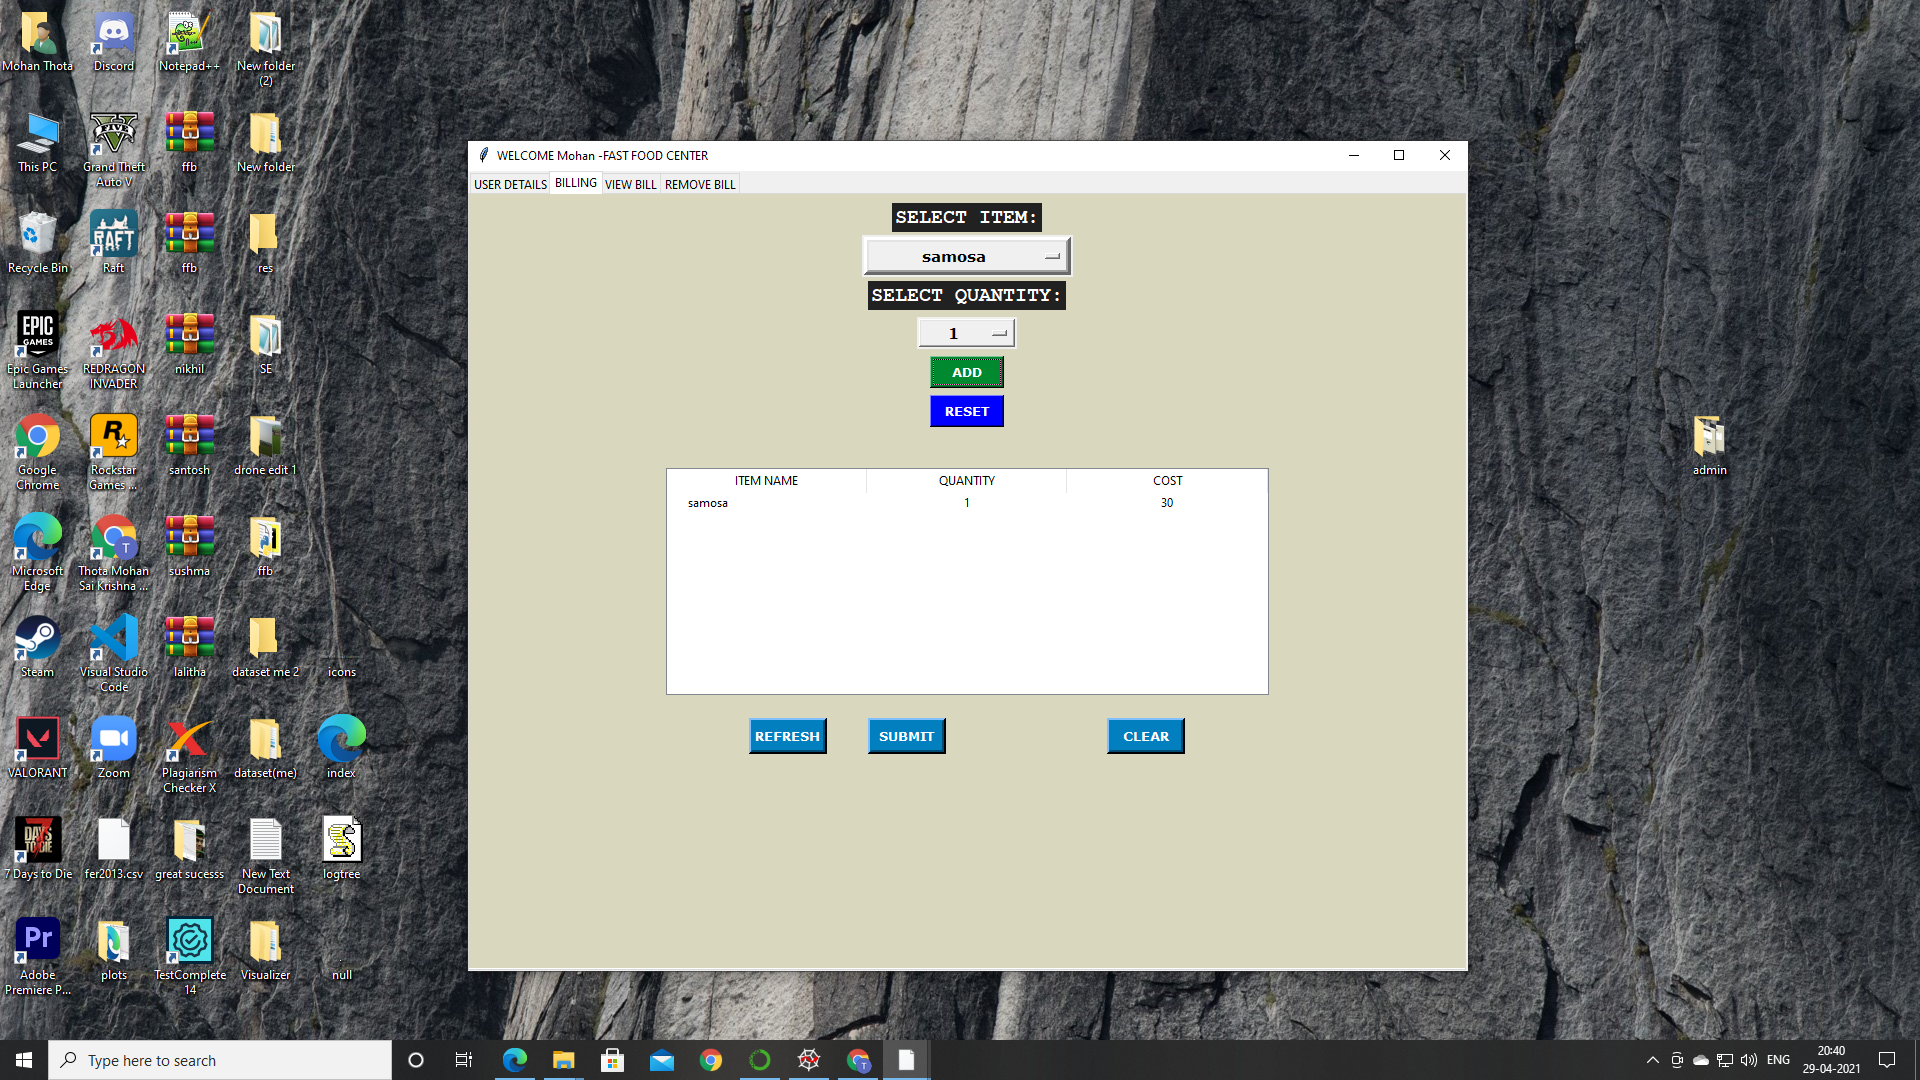 Mohan Thota
Discord
Notepad++
New folder
(2)
This PC
Grand Theft
Auto V
ffb
New folder
Recycle Bin
RAFT
Raft
ffb
res
EPIC
GAMES
Epic Games
Launcher
REDRAGON
INVADER
nikhil
SE
Google
Chrome
Rockstar
Games ...
santosh
drone edit 1
Microsoft
Edge
T
Thota Mohan
Sai Krishna ...
sushma
ffb
Steam
Visual Studio
Code
lalitha
dataset me 2
icons
VALORANT
Zoom
Plagiarism
Checker X
dataset(me)
index
7 Days to Die
fer2013.csv
great sucesss
New Text
Document
logtree
Pr
Adobe
Premiere P...
plots
TestComplete
14
Visualizer
null
WELCOME Mohan -FAST FOOD CENTER
USER DETAILS BILLING VIEW BILL REMOVE BILL
SELECT ITEM:
samosa
SELECT QUANTITY:
1
ADD
RESET
ITEM NAME QUANTITY COST
samosa 1 30
REFRESH SUBMIT CLEAR
admin
Type here to search
ENG
20:40
29-04-2021